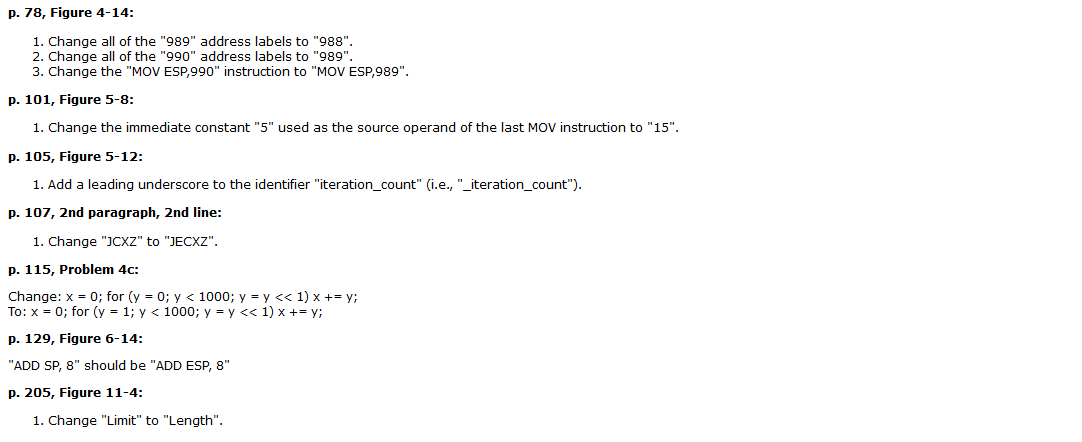 p. 78, Figure 4-14:
1. Change all of the "989" address labels to "988".
2. Change all of the "990" address labels to "989".
3. Change the "MOV ESP,990" instruction to "MOV ESP,989".
p. 101, Figure 5-8:
1. Change the immediate constant "5" used as the source operand of the last MOV instruction to "15".
p. 105, Figure 5-12:
1. Add a leading underscore to the identifier "iteration_count" (i.e., "_iteration_count").
p. 107, 2nd paragraph, 2nd line:
1. Change "JCXZ" to "JECXZ".
p. 115, Problem 4c:
Change: x = 0; for (y = 0; y < 1000; y = y << 1) x += y;
To: x = 0; for (y = 1; y < 1000; y = y << 1) x += y;
p. 129, Figure 6-14:
"ADD SP, 8" should be "ADD ESP, 8"
p. 205, Figure 11-4:
1. Change "Limit" to "Length".